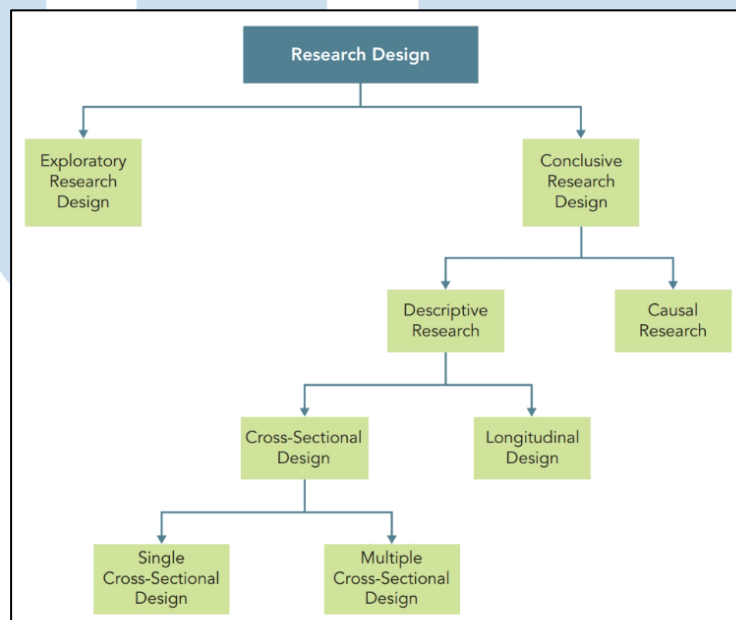 Research Design
Exploratory
Research
Design
Conclusive
Research
Design
Descriptive
Research
Causal
Research
Cross-Sectional
Design
Longitudinal
Design
Single
Cross-Sectional
Design
Multiple
Cross-Sectional
Design